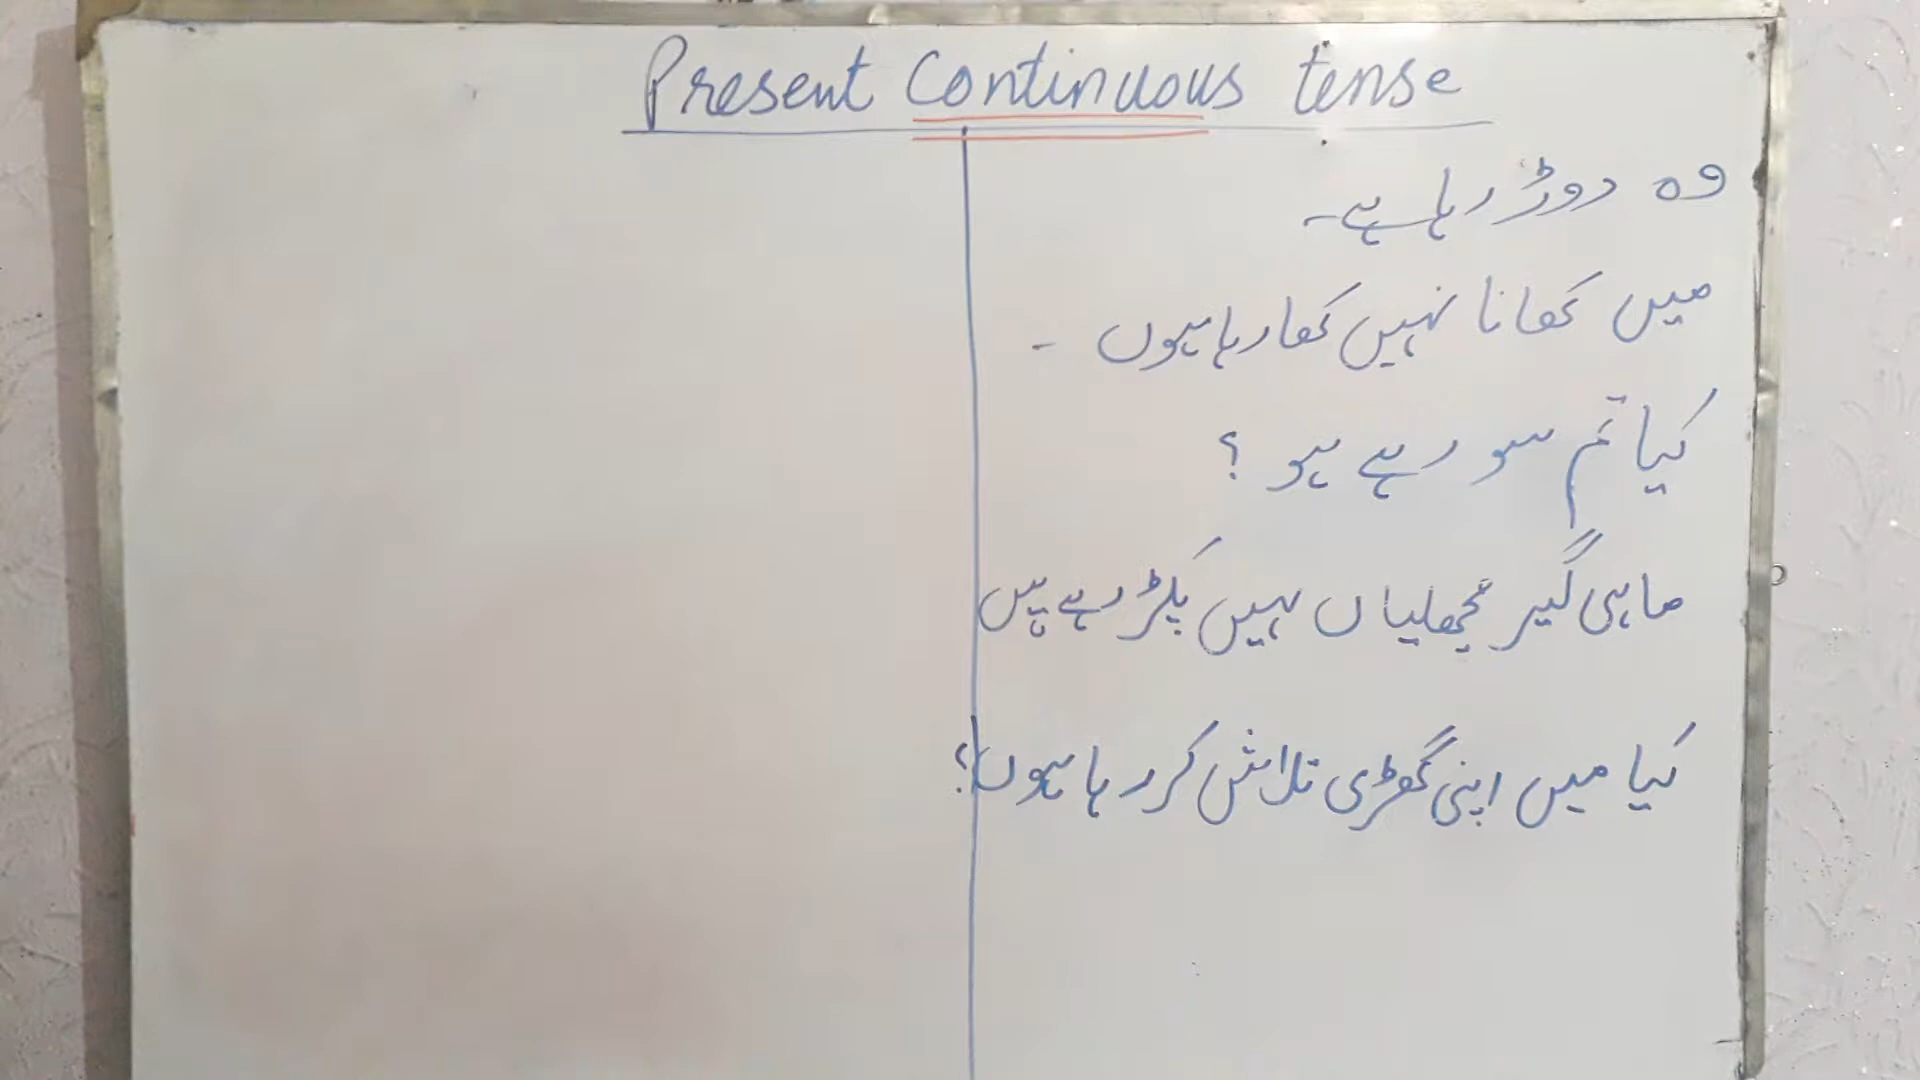 Present Continuous tense
وہ دوڑ رہا ہے۔
میں کھانا نہیں کھا رہا ہوں ۔
کیا تم سو رہے ہو ؟
ماہی گیر مچھلیاں نہیں پکڑ رہے ہیں
کیا میں اپنی گھڑی تلاش کر رہا ہوں؟